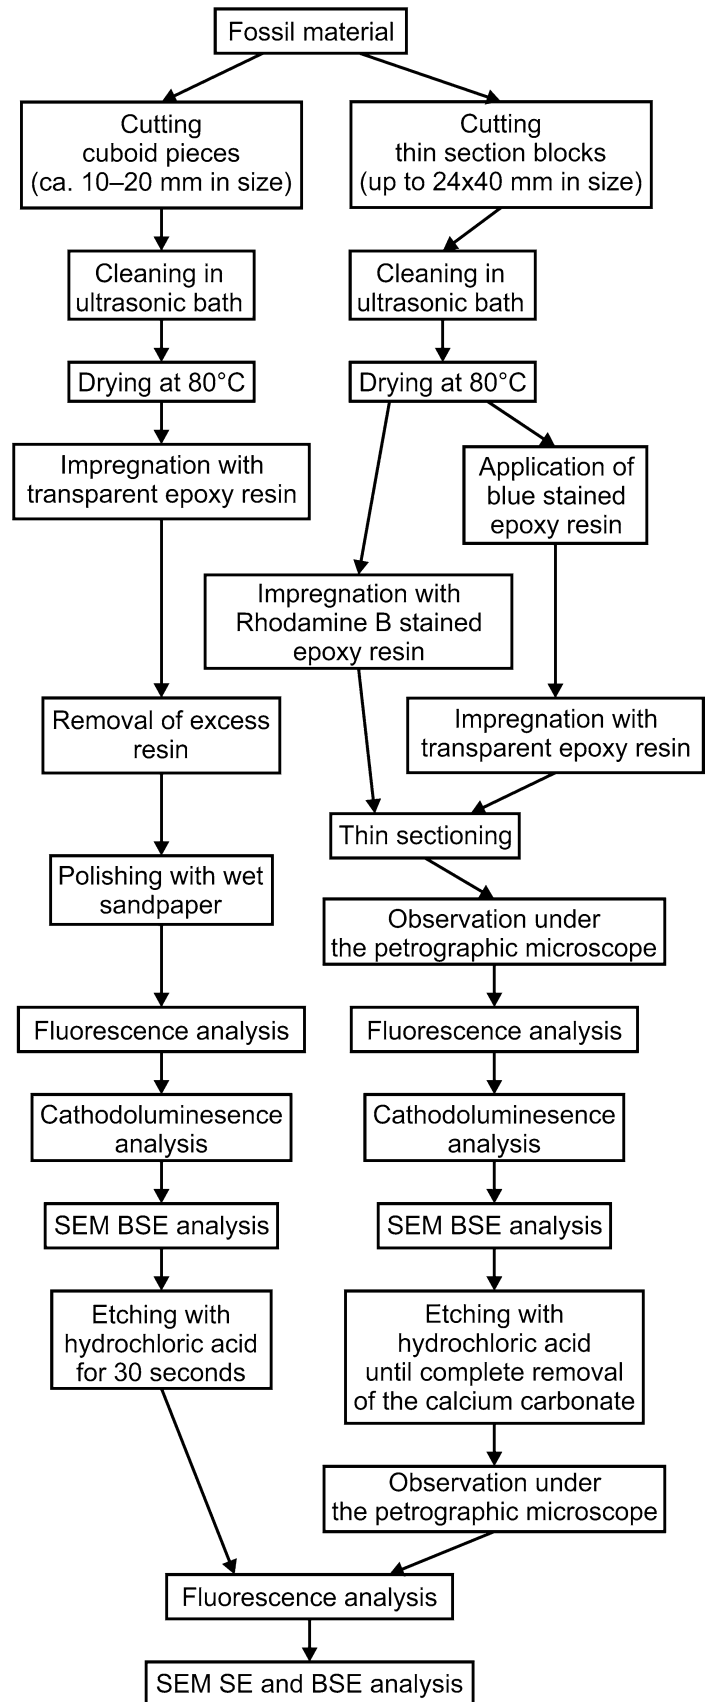 Fossil material
Cutting
cuboid pieces
(ca. 10–20 mm in size)
Cutting
thin section blocks
(up to 24x40 mm in size)
Cleaning in
ultrasonic bath
Cleaning in
ultrasonic bath
Drying at 80°C
Drying at 80°C
Impregnation with
transparent epoxy resin
Application of
blue stained
epoxy resin
Impregnation with
Rhodamine B stained
epoxy resin
Removal of excess
resin
Impregnation with
transparent epoxy resin
Thin sectioning
Polishing with wet
sandpaper
Observation under
the petrographic microscope
Fluorescence analysis
Fluorescence analysis
Cathodoluminesence
analysis
Cathodoluminesence
analysis
SEM BSE analysis
SEM BSE analysis
Etching with
hydrochloric acid
for 30 seconds
Etching with
hydrochloric acid
until complete removal
of the calcium carbonate
Observation under
the petrographic microscope
Fluorescence analysis
SEM SE and BSE analysis